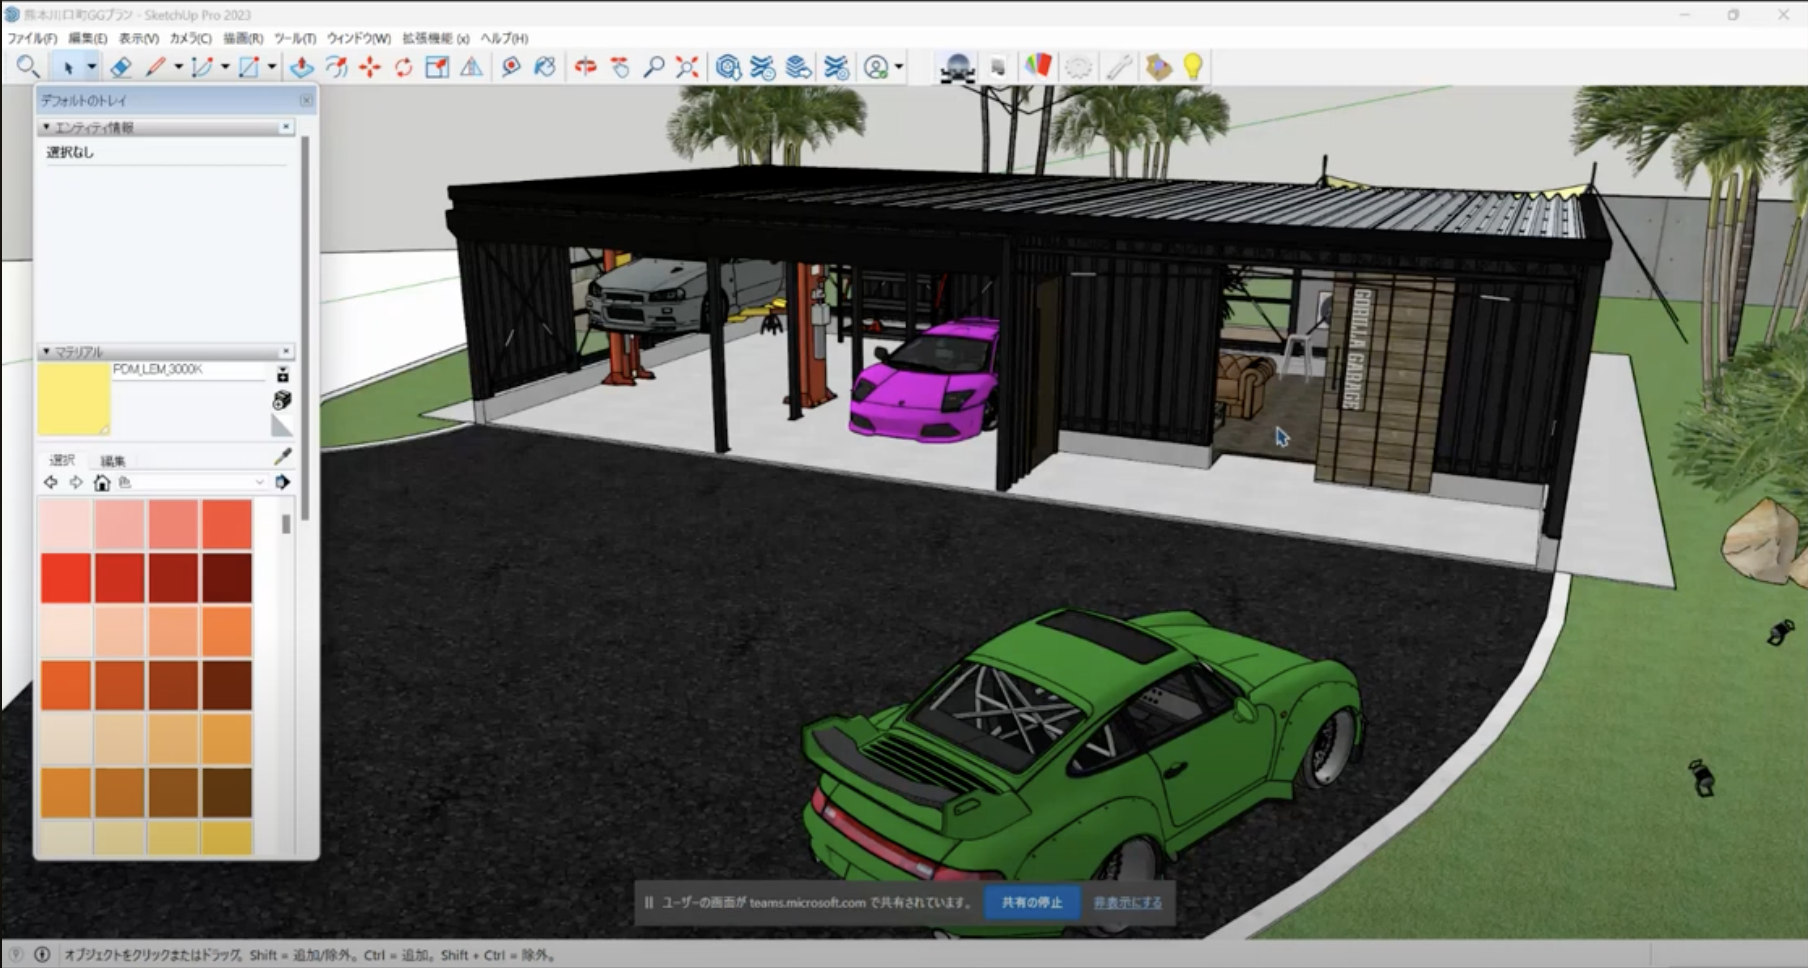 熊本川口町GGプラン - SketchUp Pro 2023
ファイル(F) 編集(E) 表示(V) カメラ(C) 描画(R) ツール(T) ウィンドウ(W) 拡張機能 (x) ヘルプ(H)
デフォルトのトレイ
エンティティ情報
選択なし
マテリアル
PDM_LEM_3000K
選択 編集
色
GORILLA GARAGE
ユーザーの画面が teams.microsoft.com で共有されています。 共有の停止 非表示にする
オブジェクトをクリックまたはドラッグ。Shift = 追加/除外。Ctrl = 追加。Shift + Ctrl = 除外。